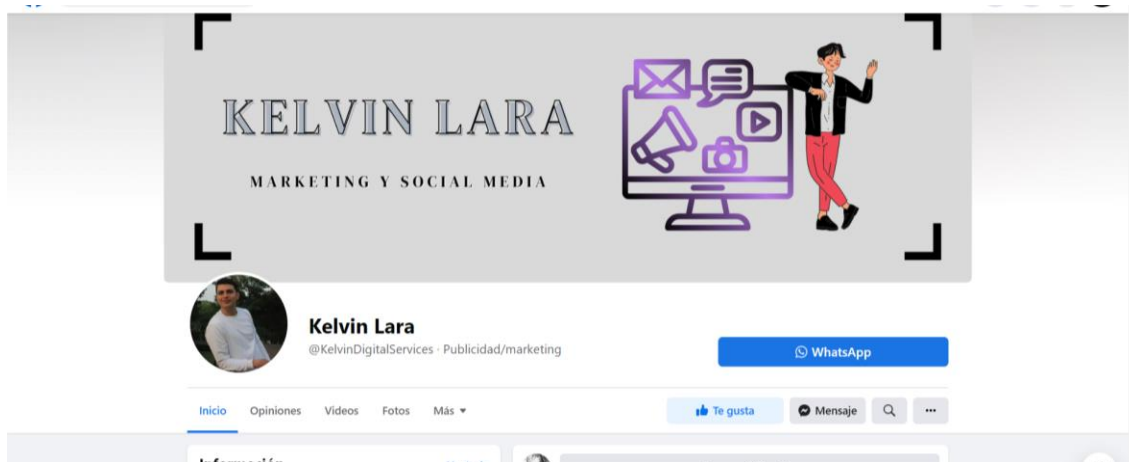 KELVIN LARA
MARKETING Y SOCIAL MEDIA
Kelvin Lara
@KelvinDigitalServices · Publicidad/marketing
WhatsApp
Inicio Opiniones Videos Fotos Más
Te gusta Mensaje
Información